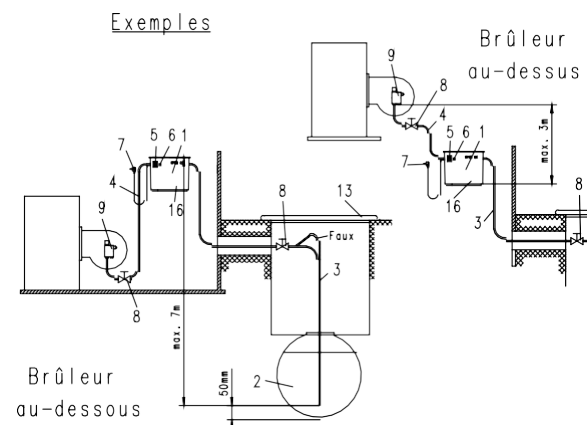 Exemples
Brûleur
au-dessus
9
8
4
7
5 6 1
16
3
max. 3m
8
7
5 6 1
4
16
9
8
13
8
Faux
3
max. 7m
2
50mm
Brûleur
au-dessous